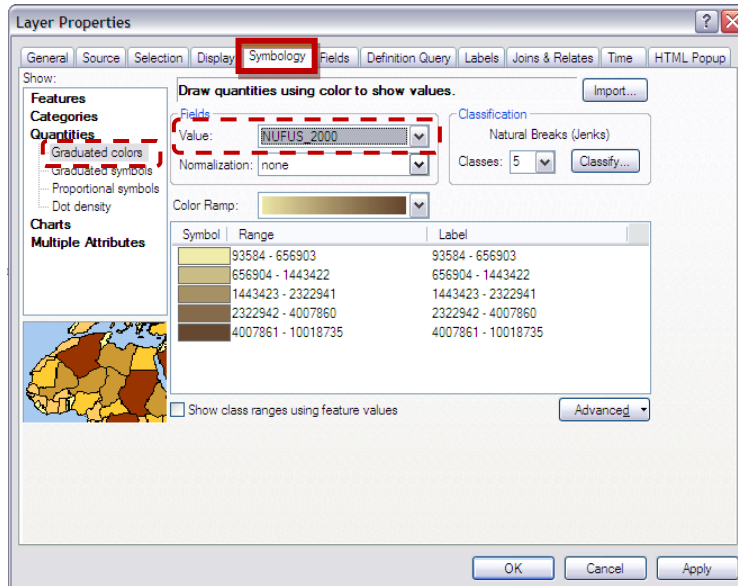 Layer Properties
General Source Selection Display Symbology Fields Definition Query Labels Joins & Relates Time HTML Popup
Show:
Features
Categories
Quantities
Graduated colors
Graduated symbols
Proportional symbols
Dot density
Charts
Multiple Attributes
Draw quantities using color to show values.
Import...
Fields
Value: NUFUS_2000
Normalization: none
Classification
Natural Breaks (Jenks)
Classes: 5 Classify...
Color Ramp:
Symbol Range Label
93584 - 656903 93584 - 656903
656904 - 1443422 656904 - 1443422
1443423 - 2322941 1443423 - 2322941
2322942 - 4007860 2322942 - 4007860
4007861 - 10018735 4007861 - 10018735
Show class ranges using feature values
Advanced
OK Cancel Apply